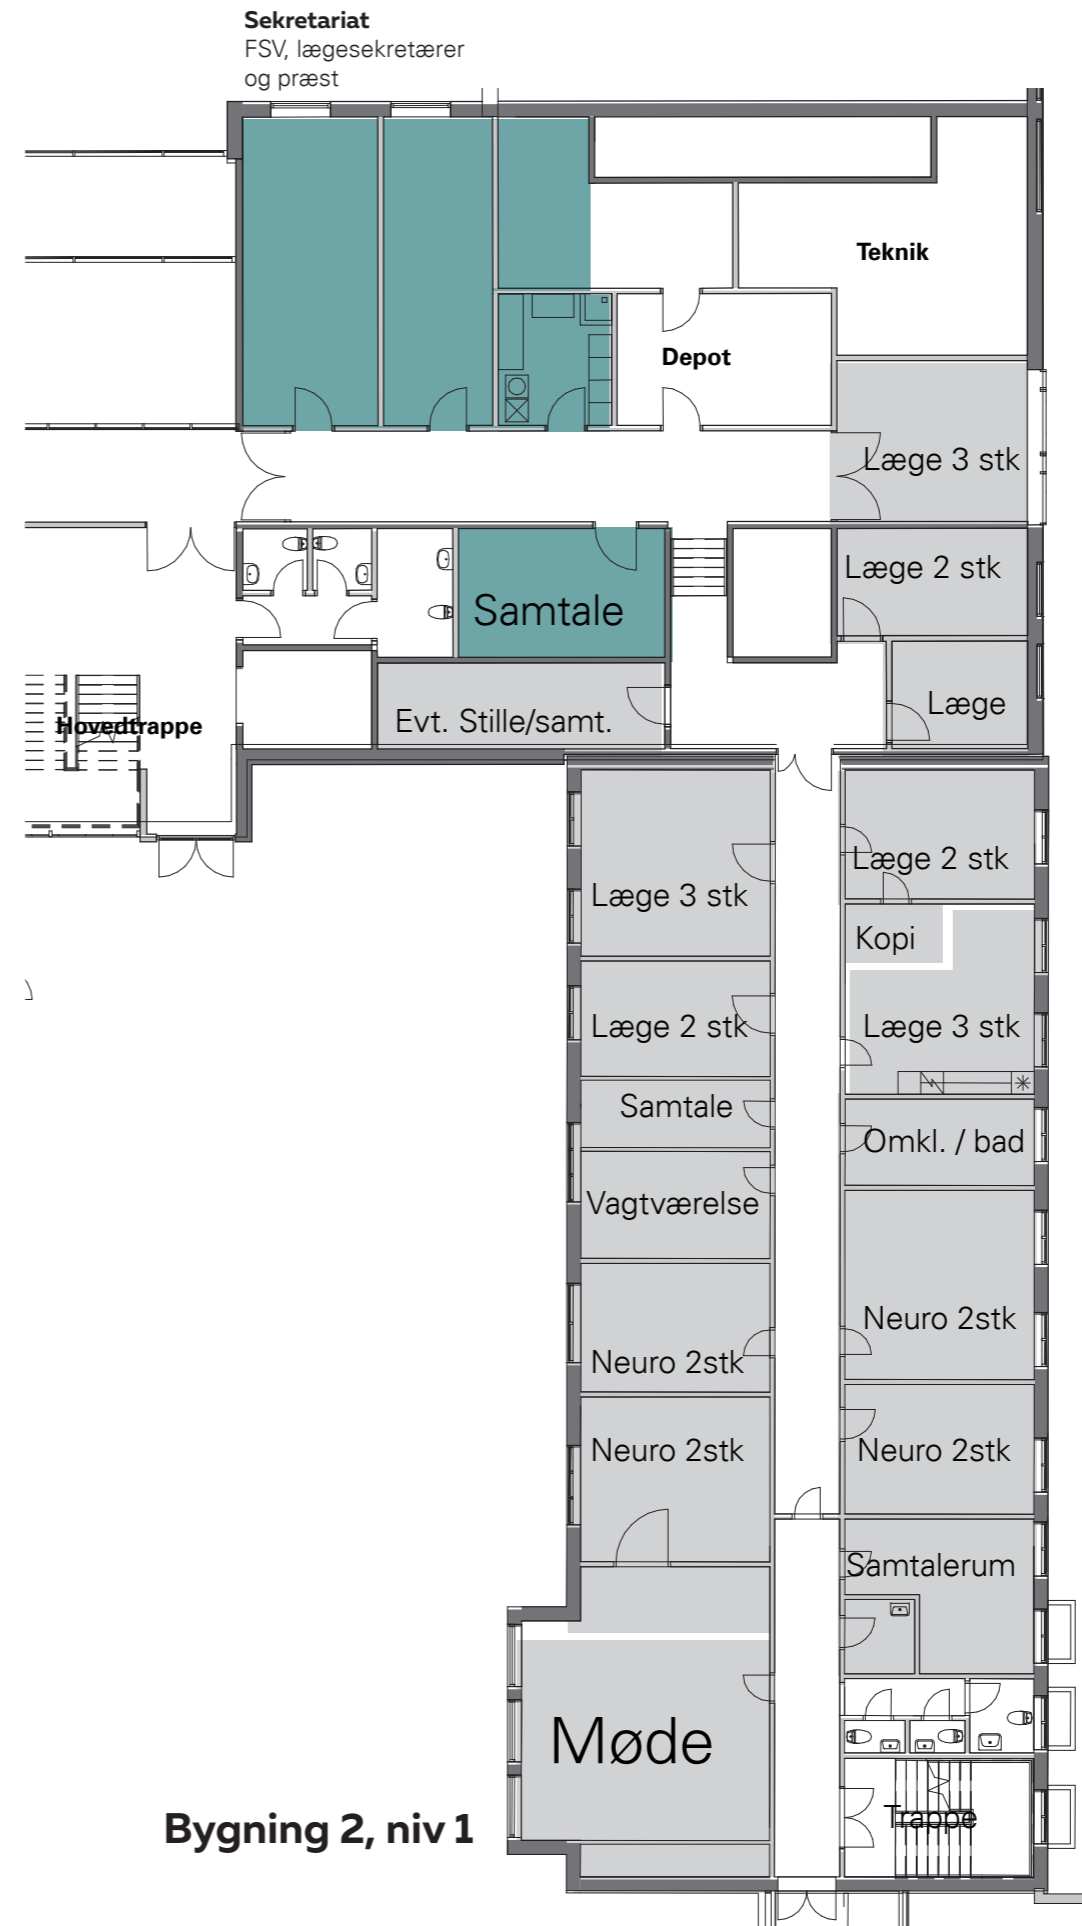 Sekretariat
FSV, lægesekretærer
og præst
Teknik
Depot
Læge 3 stk
Læge 2 stk
Samtale
Læge
Evt. Stille/samt.
Hovedtrappe
Læge 2 stk
Læge 3 stk
Kopi
Læge 2 stk
Læge 3 stk
Samtale
Omkl. / bad
Vagtværelse
Neuro 2stk
Neuro 2stk
Neuro 2stk
Neuro 2stk
Samtalerum
Møde
Trappe
Bygning 2, niv 1